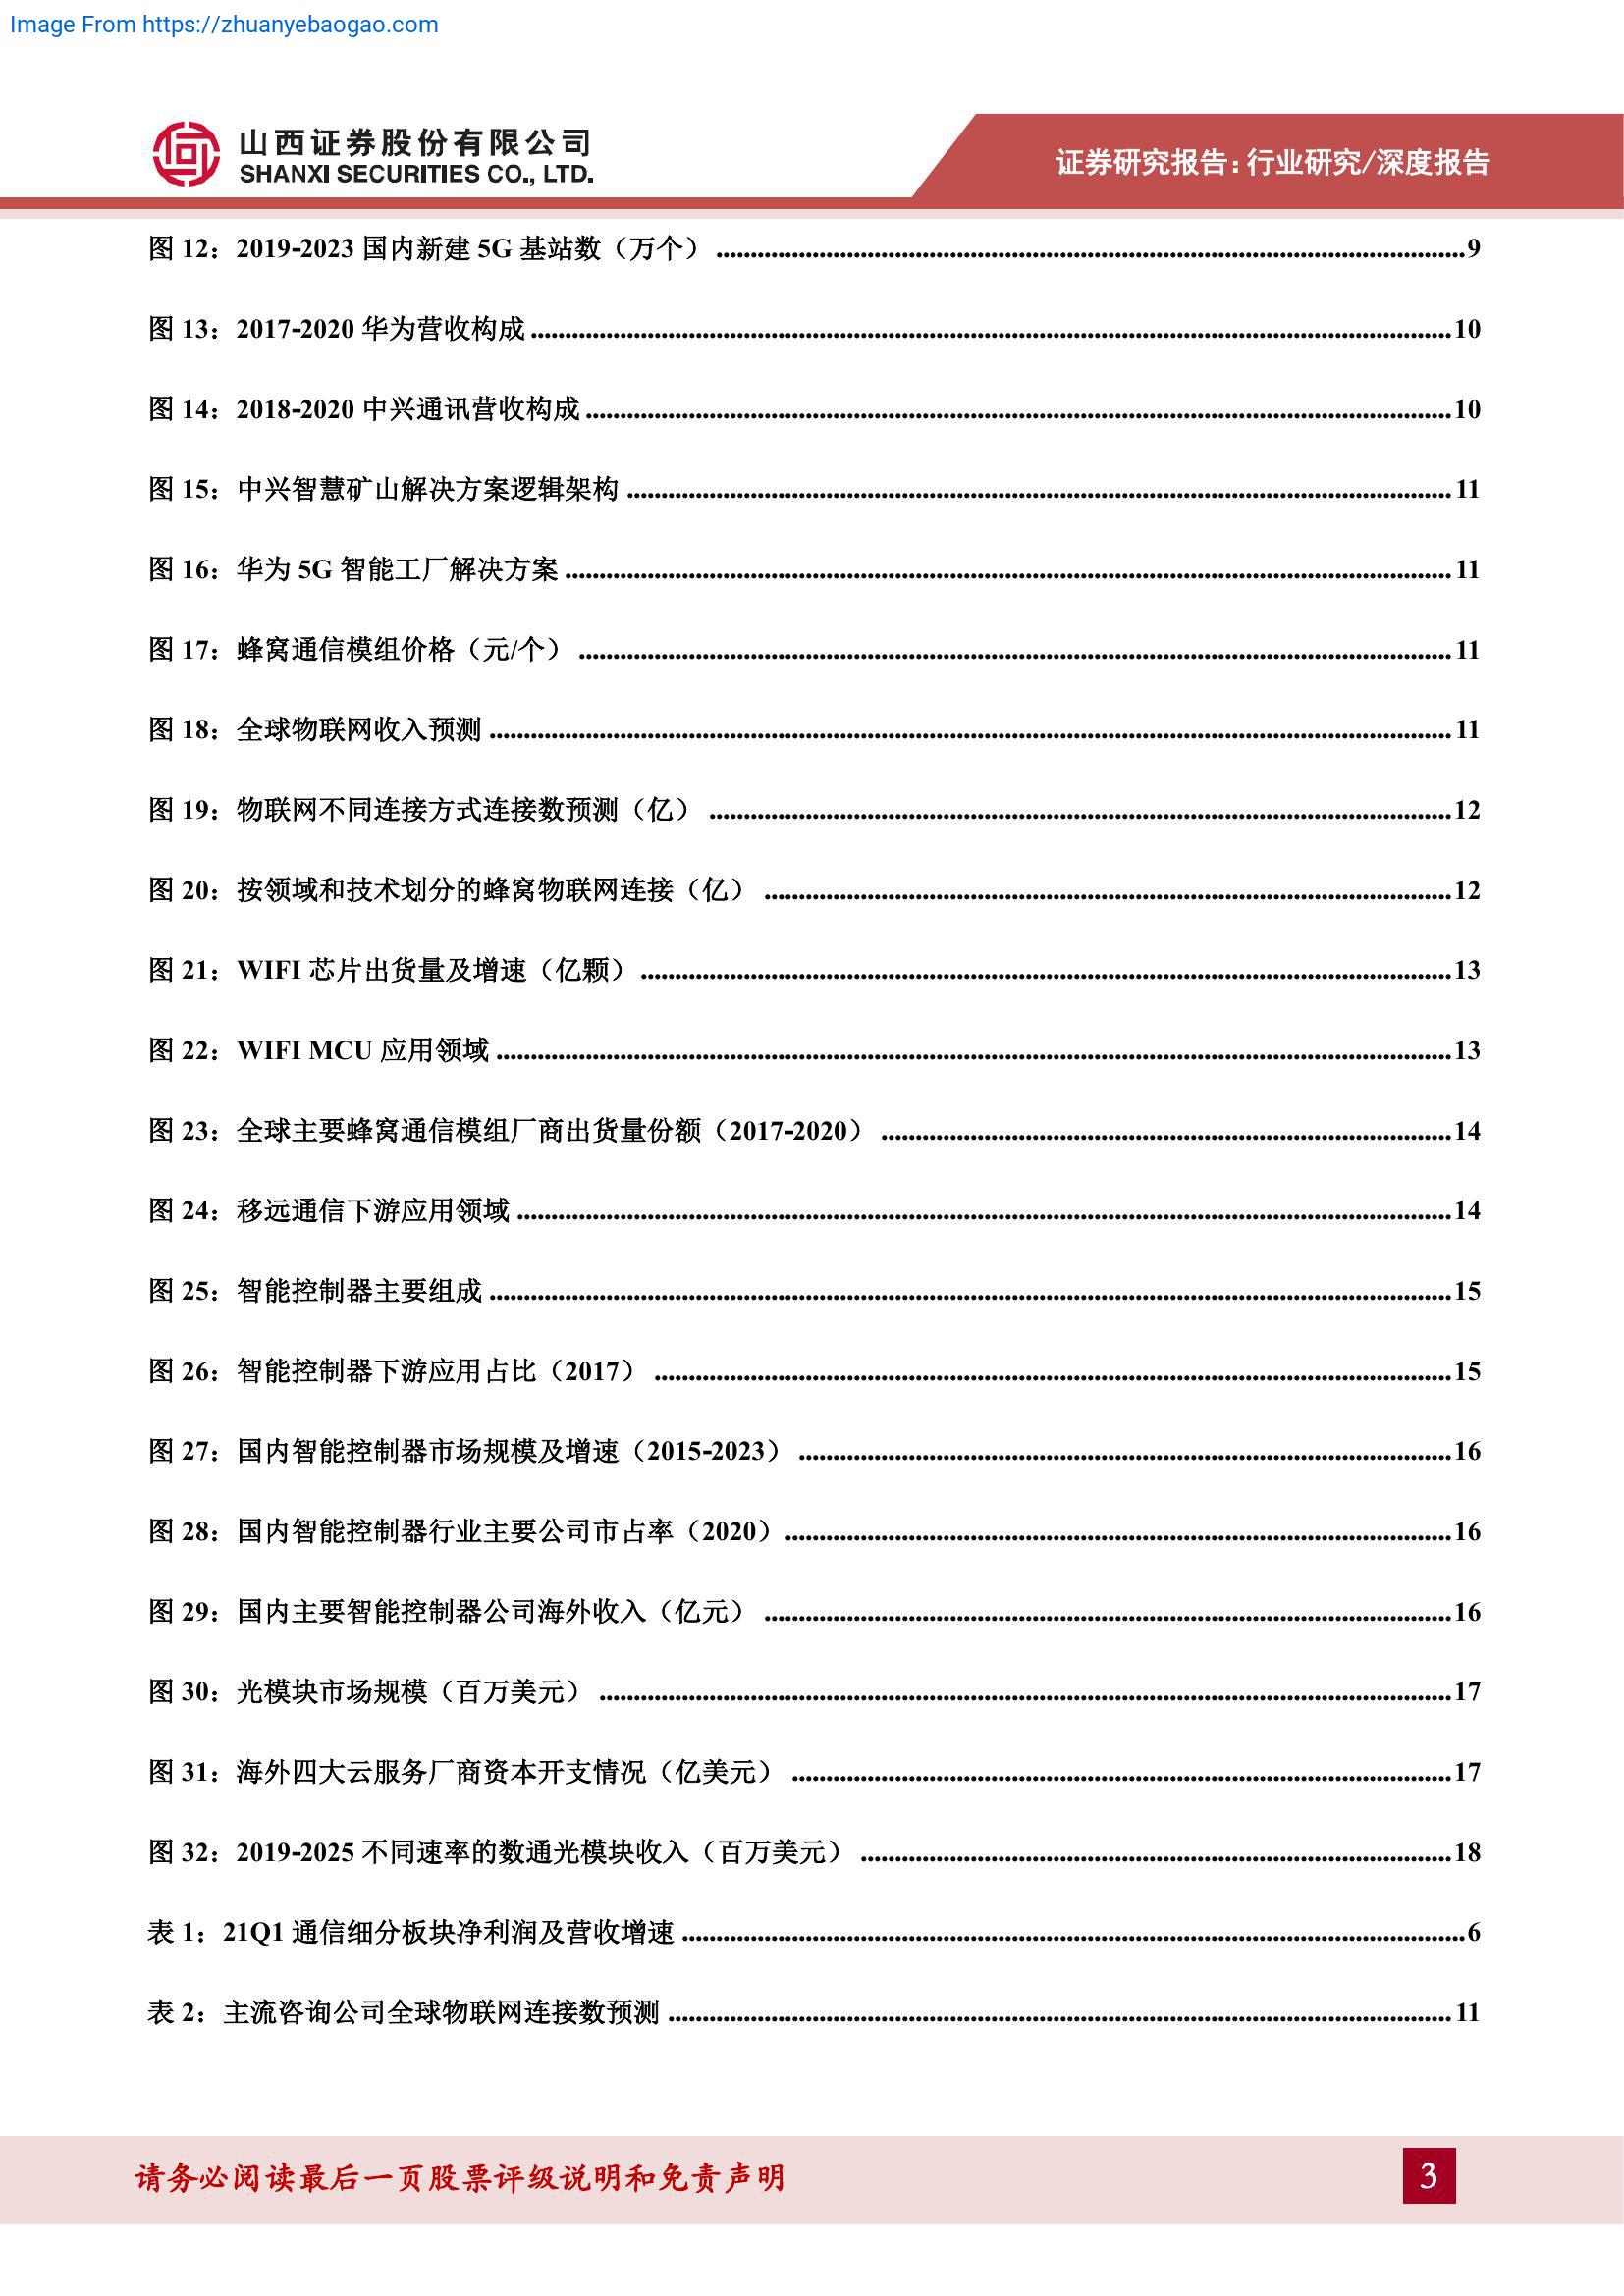 Image From https://zhuanyebaogao.com
山西证券股份有限公司
SHANXI SECURITIES CO., LTD.
证券研究报告:行业研究/深度报告
图 12：2019-2023 国内新建 5G 基站数（万个）9
图 13：2017-2020 华为营收构成10
图 14：2018-2020 中兴通讯营收构成10
图 15：中兴智慧矿山解决方案逻辑架构11
图 16：华为 5G 智能工厂解决方案11
图 17：蜂窝通信模组价格（元/个）11
图 18：全球物联网收入预测11
图 19：物联网不同连接方式连接数预测（亿）12
图 20：按领域和技术划分的蜂窝物联网连接（亿）12
图 21：WIFI 芯片出货量及增速（亿颗）13
图 22：WIFI MCU 应用领域13
图 23：全球主要蜂窝通信模组厂商出货量份额（2017-2020）14
图 24：移远通信下游应用领域14
图 25：智能控制器主要组成15
图 26：智能控制器下游应用占比（2017）15
图 27：国内智能控制器市场规模及增速（2015-2023）16
图 28：国内智能控制器行业主要公司市占率（2020）16
图 29：国内主要智能控制器公司海外收入（亿元）16
图 30：光模块市场规模（百万美元）17
图 31：海外四大云服务厂商资本开支情况（亿美元）17
图 32：2019-2025 不同速率的数通光模块收入（百万美元）18
表 1：21Q1 通信细分板块净利润及营收增速6
表 2：主流咨询公司全球物联网连接数预测11
请务必阅读最后一页股票评级说明和免责声明
3